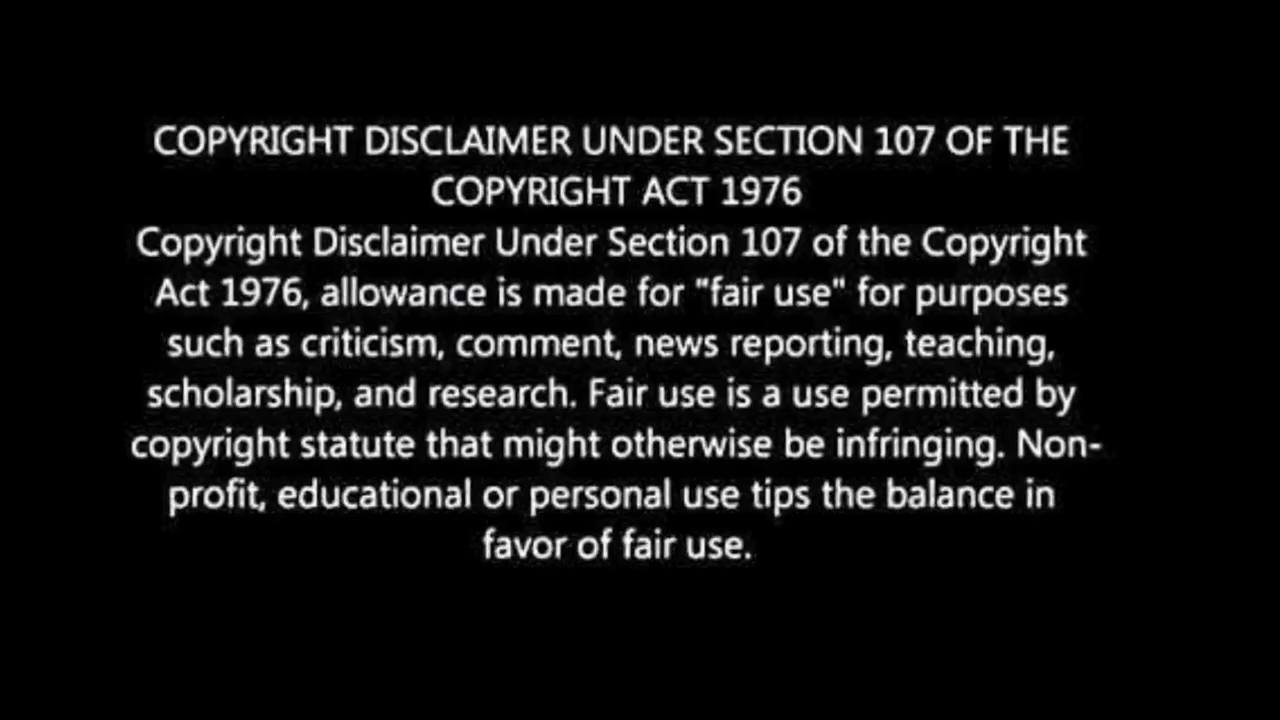 COPYRIGHT DISCLAIMER UNDER SECTION 107 OF THE
COPYRIGHT ACT 1976
Copyright Disclaimer Under Section 107 of the Copyright
Act 1976, allowance is made for "fair use" for purposes
such as criticism, comment, news reporting, teaching,
scholarship, and research. Fair use is a use permitted by
copyright statute that might otherwise be infringing. Non-
profit, educational or personal use tips the balance in
favor of fair use.